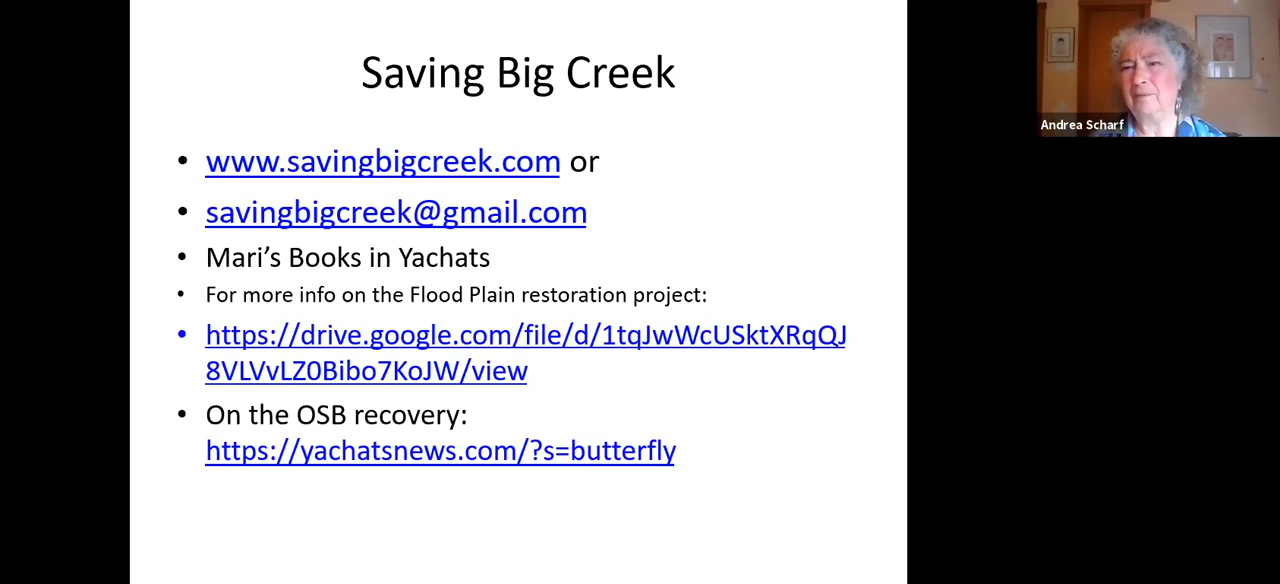 Saving Big Creek
• www.savingbigcreek.com or
• savingbigcreek@gmail.com
• Mari’s Books in Yachats
• For more info on the Flood Plain restoration project:
• https://drive.google.com/file/d/1tqJwWcUSktXRqQJ
8VLVvLZ0Bibo7KoJW/view
• On the OSB recovery:
https://yachatsnews.com/?s=butterfly
Andrea Scharf